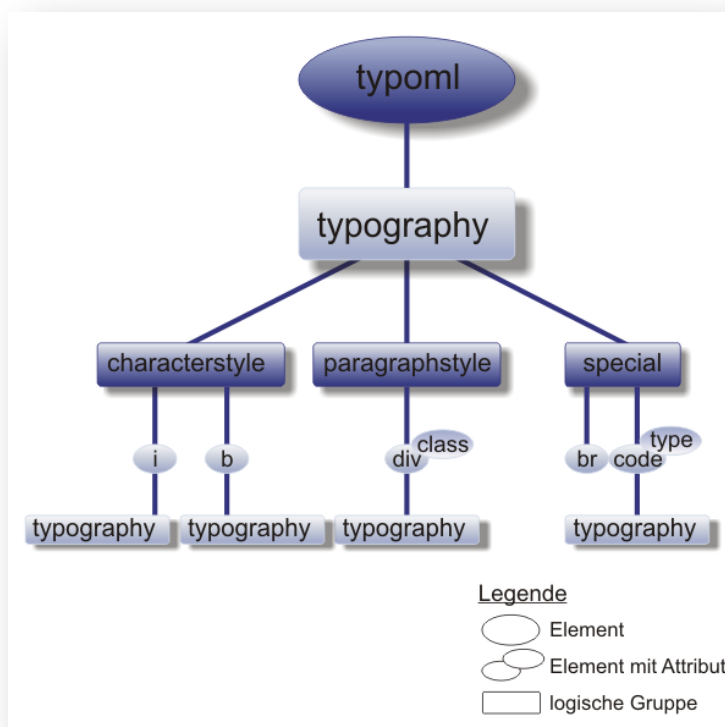 typoml
typography
characterstyle paragraphstyle special
i b div class br code type
typography typography typography typography
Legende
Element
Element mit Attribut
logische Gruppe